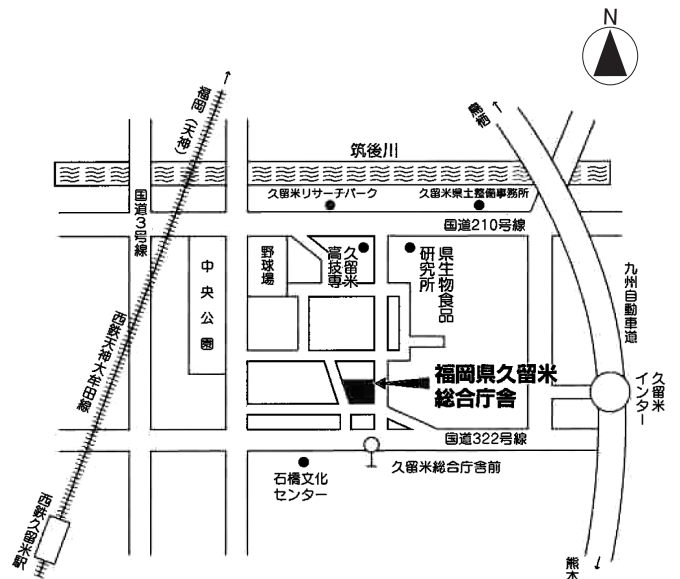 N
福岡（天神）
鳥栖
筑後川
久留米リサーチパーク
久留米県土整備事務所
国道3号線
国道210号線
中央公園
野球場
久留米
高技専
県生物食品
研究所
九州自動車道
西鉄天神大牟田線
福岡県久留米
総合庁舎
久留米
インター
国道322号線
石橋文化
センター
久留米総合庁舎前
西鉄久留米駅
熊本